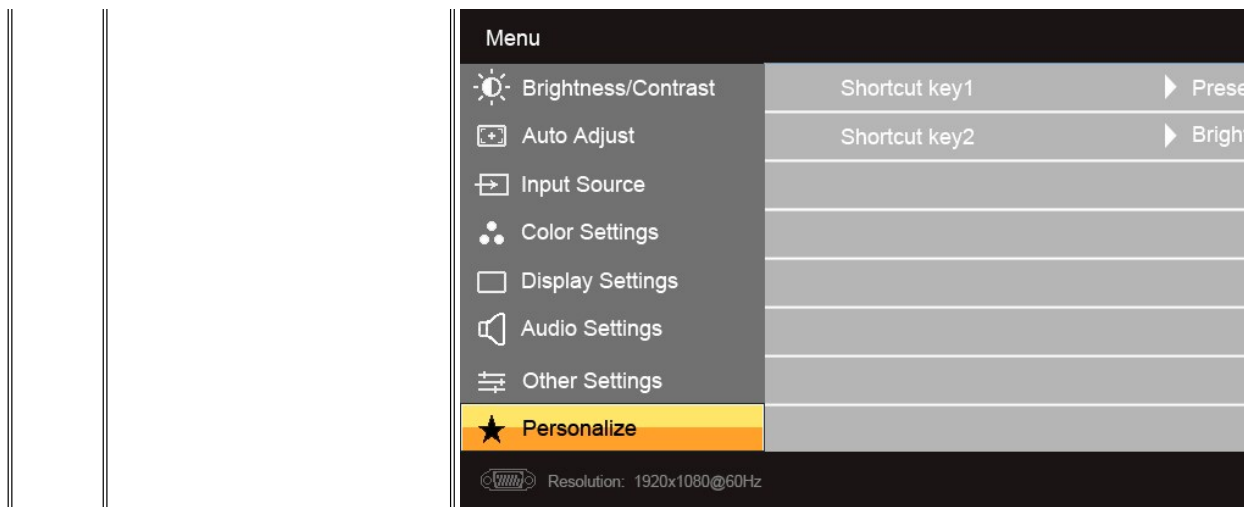 Menu
Brightness/Contrast Shortcut key1
Auto Adjust Shortcut key2
Input Source
Color Settings
Display Settings
Audio Settings
Other Settings
Personalize
Resolution: 1920x1080@60Hz